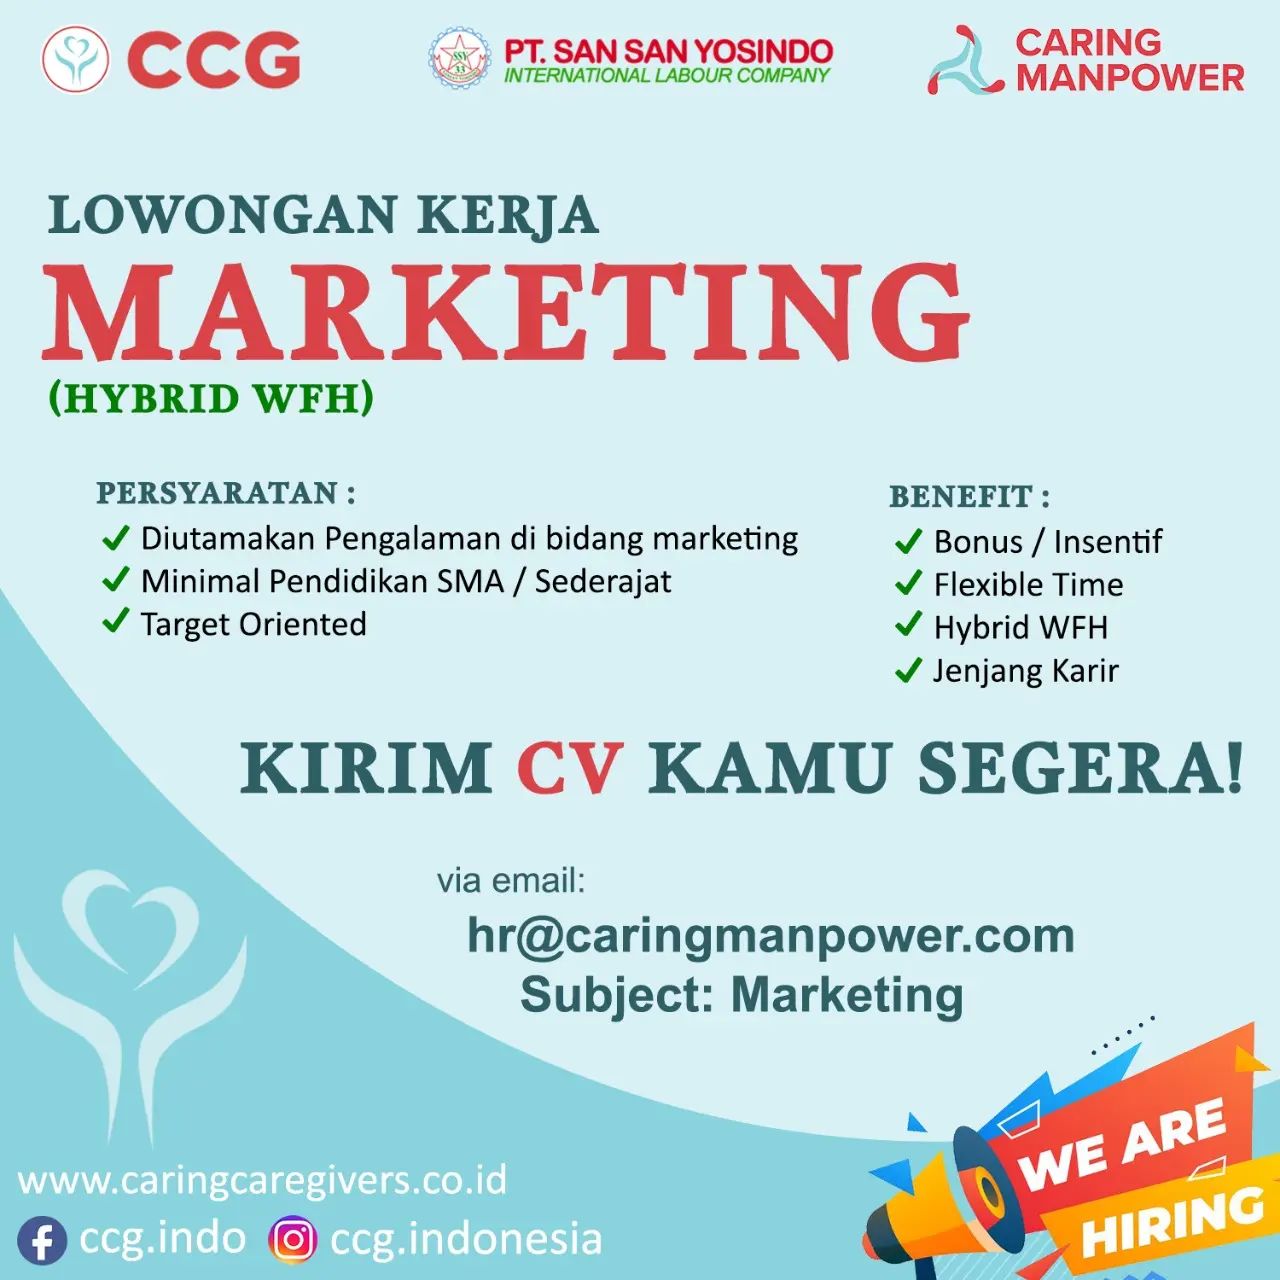 CCG
SSY
33
PT. SAN SAN YOSINDO
INTERNATIONAL LABOUR COMPANY
CARING
MANPOWER
LOWONGAN KERJA
MARKETING
(HYBRID WFH)
PERSYARATAN :
Diutamakan Pengalaman di bidang marketing
Minimal Pendidikan SMA / Sederajat
Target Oriented
BENEFIT :
Bonus / Insentif
Flexible Time
Hybrid WFH
Jenjang Karir
KIRIM CV KAMU SEGERA!
via email:
hr@caringmanpower.com
Subject: Marketing
WE ARE
HIRING
www.caringcaregivers.co.id
ccg.indo
ccg.indonesia